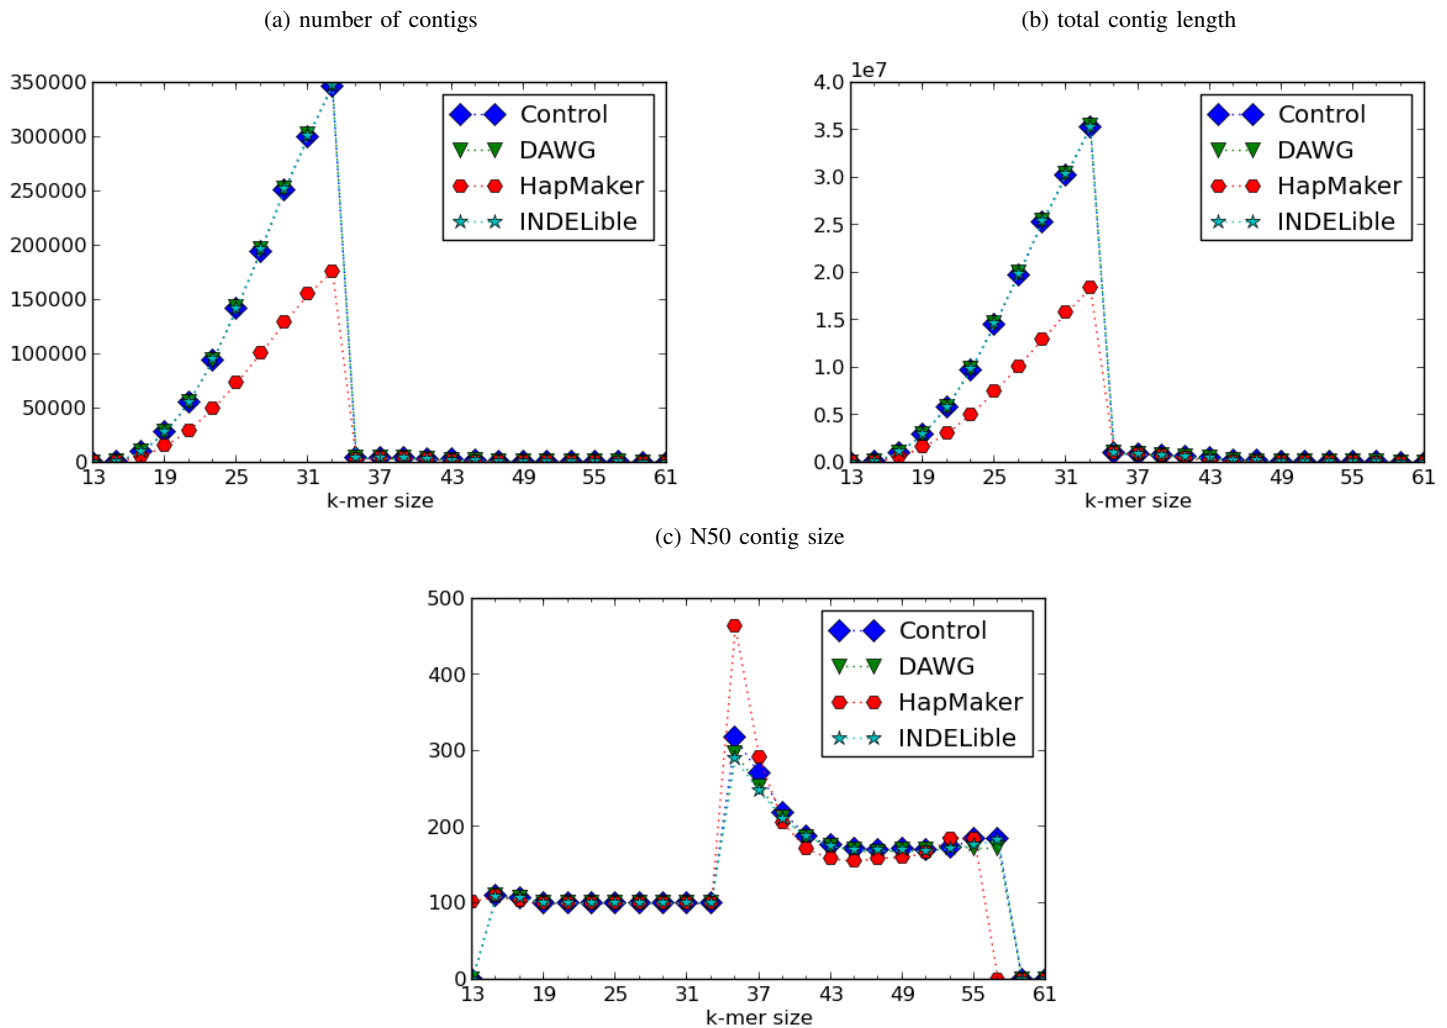 (a) number of contigs
350000
300000
250000
200000
150000
100000
50000
0
13 19 25 31 37 43 49 55 61
k-mer size
Control
DAWG
HapMaker
INDELible
(b) total contig length
1e7
4.0
3.5
3.0
2.5
2.0
1.5
1.0
0.5
0.0
13 19 25 31 37 43 49 55 61
k-mer size
Control
DAWG
HapMaker
INDELible
(c) N50 contig size
500
400
300
200
100
0
13 19 25 31 37 43 49 55 61
k-mer size
Control
DAWG
HapMaker
INDELible